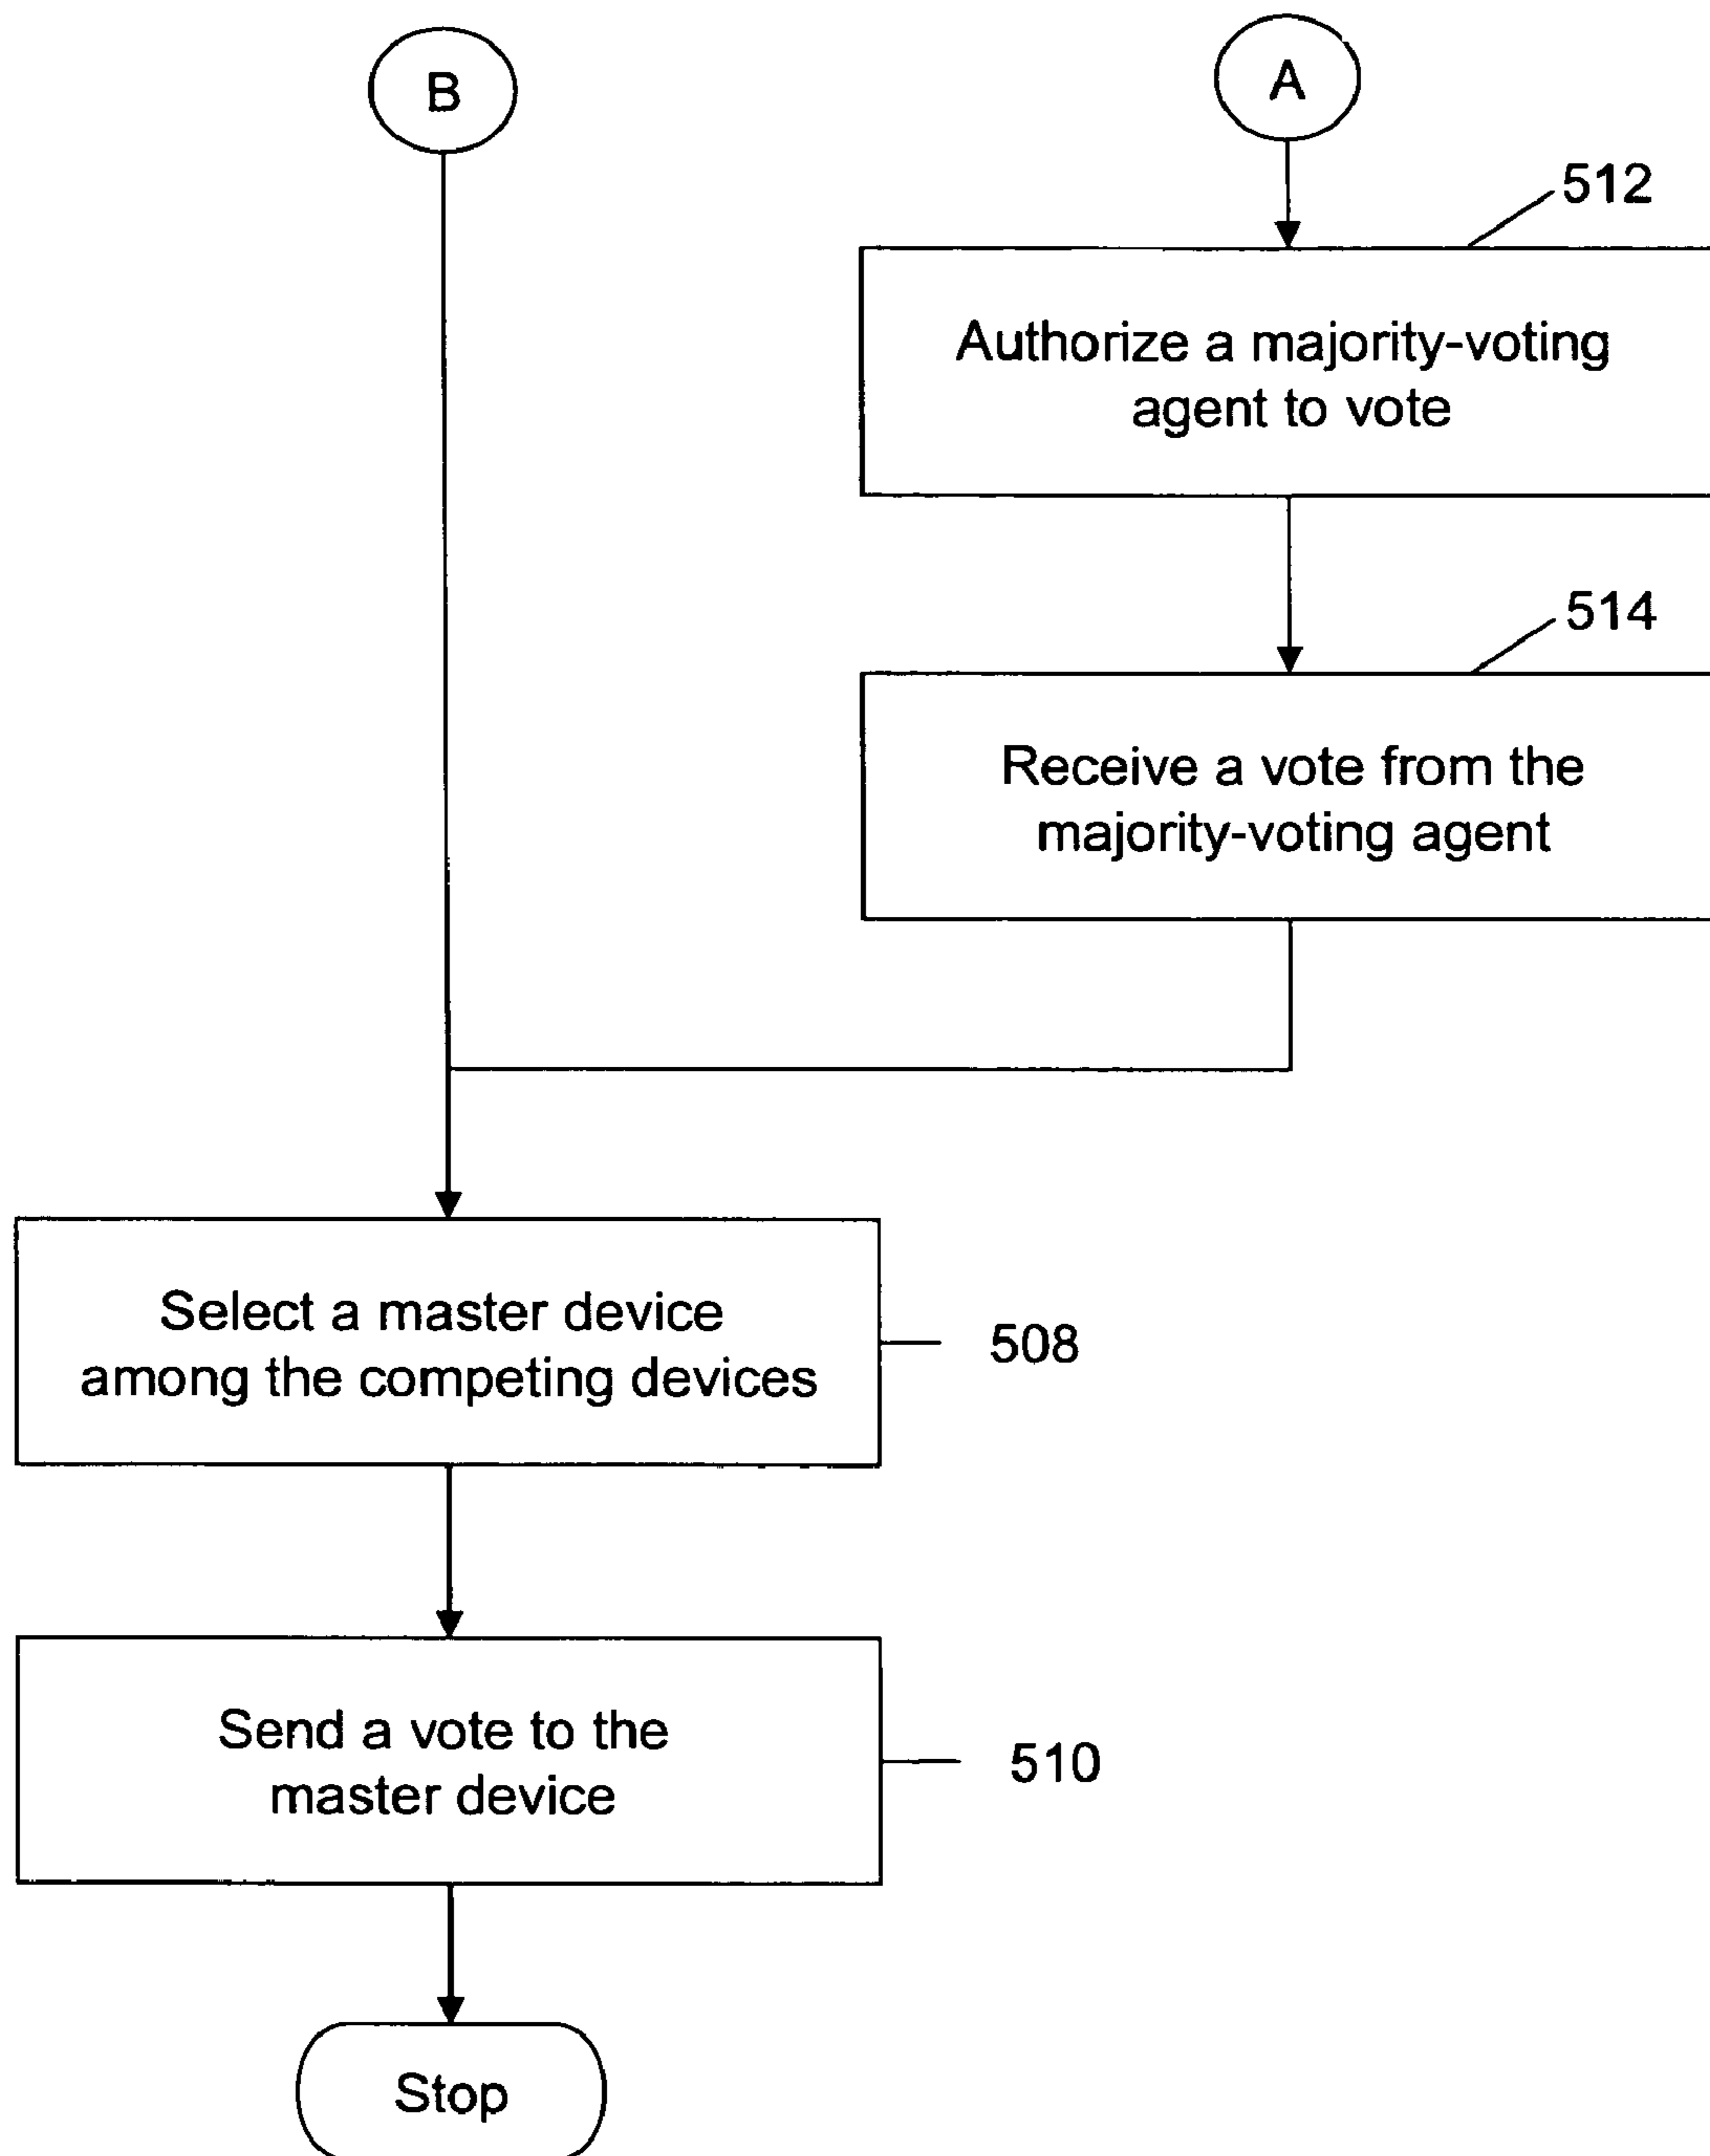 B
A
512
Authorize a majority-voting
agent to vote
514
Receive a vote from the
majority-voting agent
Select a master device
among the competing devices
508
Send a vote to the
master device
510
Stop